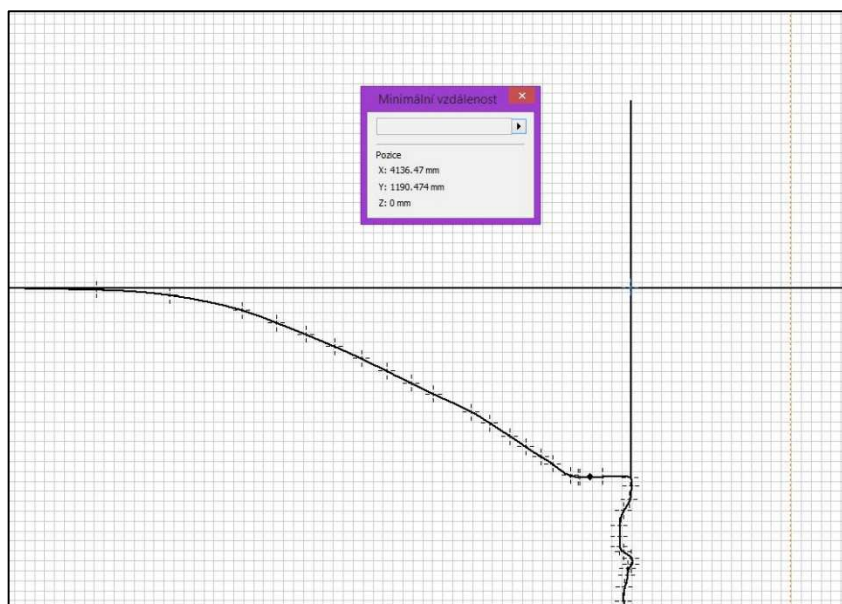 Minimální vzdálenost
Pozice
X: 4136.47 mm
Y: 1190.474 mm
Z: 0 mm